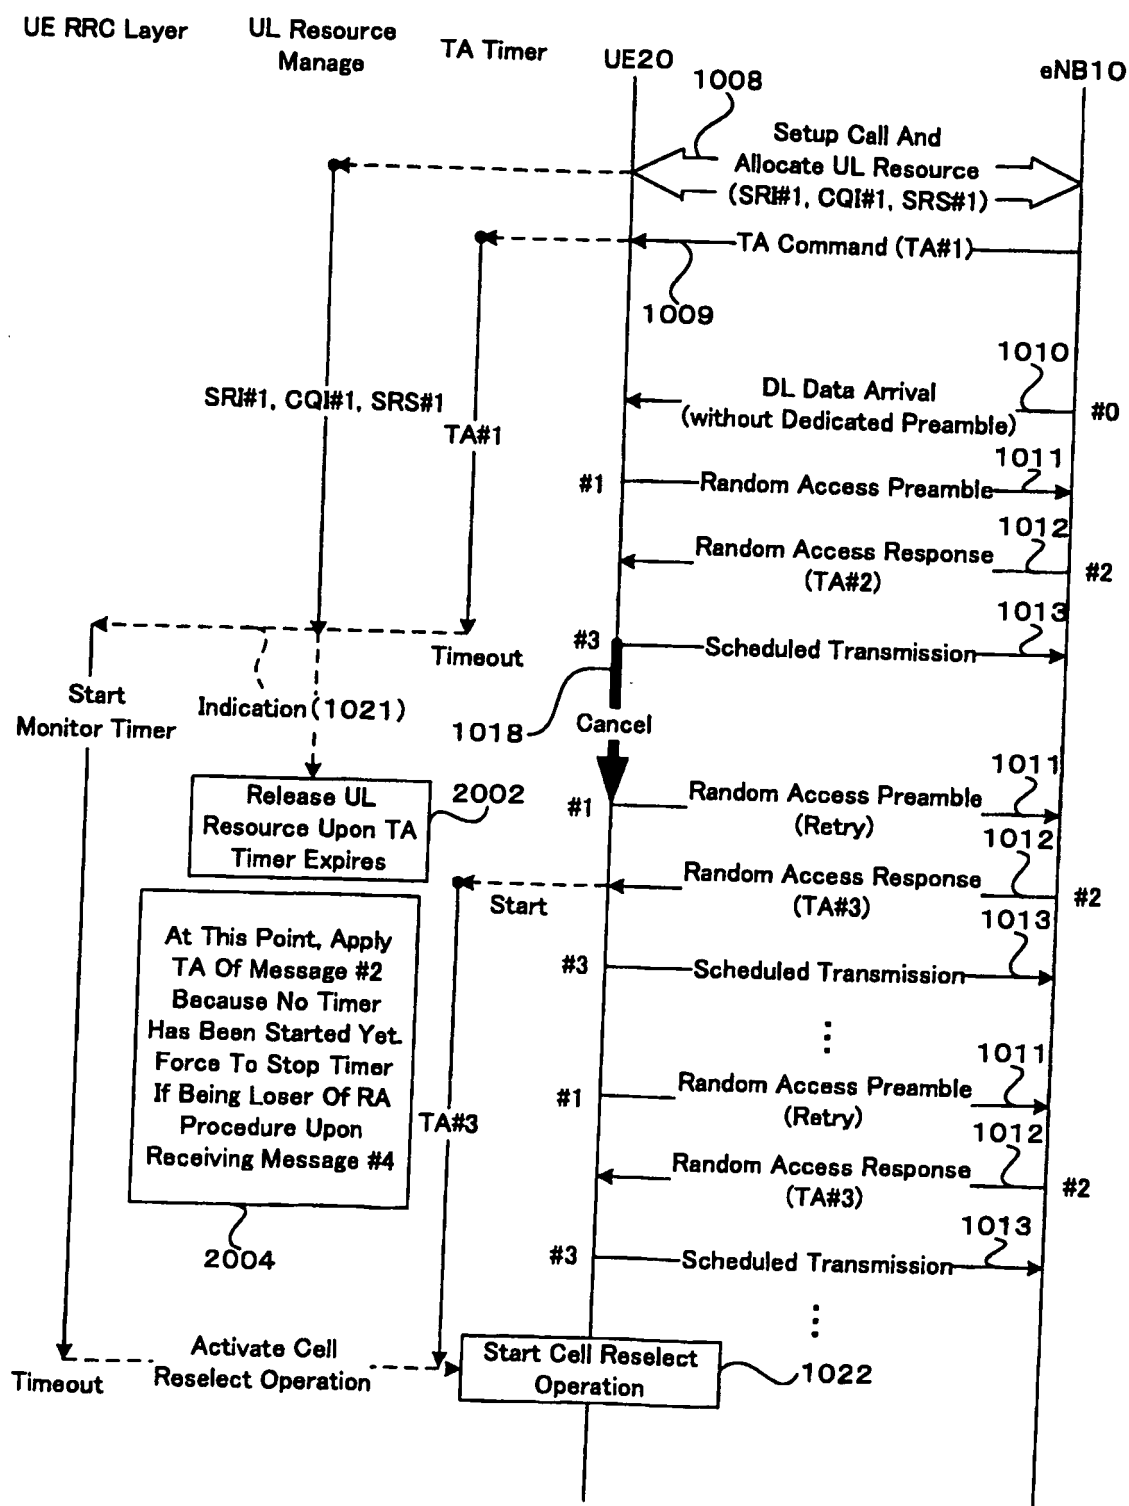 UE RRC Layer
UL Resource
Manage
TA Timer
UE20
eNB10
1008
Setup Call And
Allocate UL Resource
(SRI#1, CQI#1, SRS#1)
TA Command (TA#1)
1009
1010
DL Data Arrival
(without Dedicated Preamble)
#0
SRI#1, CQI#1, SRS#1
TA#1
1011
#1
Random Access Preamble
1012
Random Access Response
(TA#2)
#2
1013
#3
Scheduled Transmission
Timeout
Start
Monitor Timer
Indication(1021)
1018
Cancel
1011
Release UL
Resource Upon TA
Timer Expires
2002
#1
Random Access Preamble
(Retry)
1012
Random Access Response
(TA#3)
#2
Start
At This Point, Apply
TA Of Message #2
Because No Timer
Has Been Started Yet.
Force To Stop Timer
If Being Loser Of RA
Procedure Upon
Receiving Message #4
2004
1013
#3
Scheduled Transmission
1011
#1
Random Access Preamble
(Retry)
TA#3
1012
Random Access Response
(TA#3)
#2
1013
#3
Scheduled Transmission
Timeout
Activate Cell
Reselect Operation
Start Cell Reselect
Operation
1022